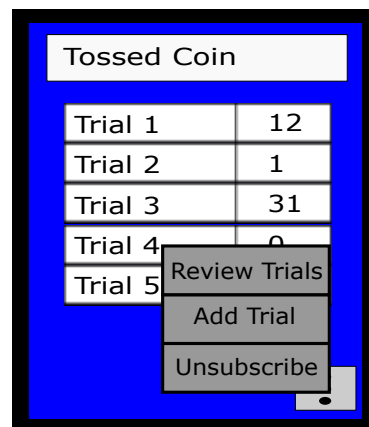 Tossed Coin
Trial 1 12
Trial 2 1
Trial 3 31
Trial 4
Trial 5
Review Trials
Add Trial
Unsubscribe